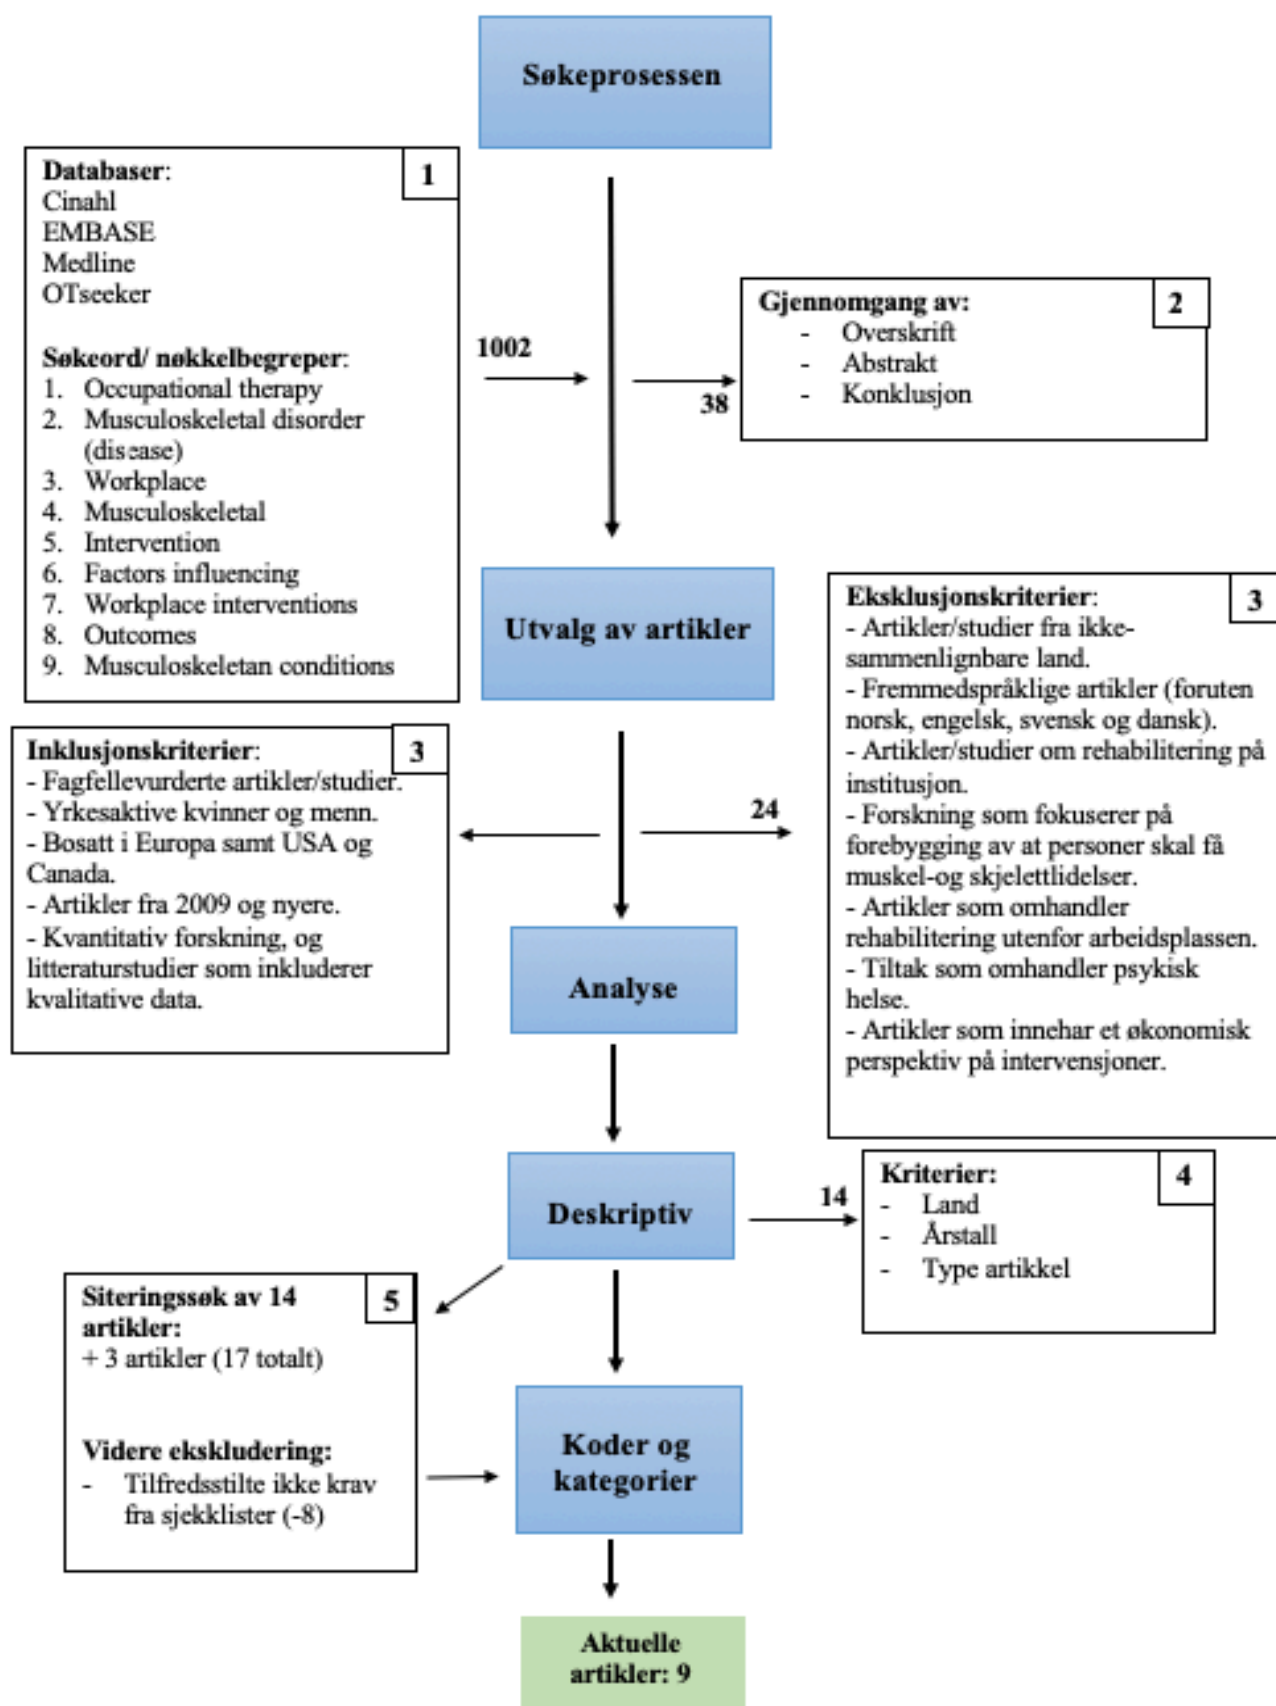 Søkeprosessen
1
Databaser:
Cinahl
EMBASE
Medline
OTseeker
Søkeord/ nøkkelbegreper:
1. Occupational therapy
2. Musculoskeletal disorder
(disease)
3. Workplace
4. Musculoskeletal
5. Intervention
6. Factors influencing
7. Workplace interventions
8. Outcomes
9. Musculoskeletan conditions
1002
38
2
Gjennomgang av:
- Overskrift
- Abstrakt
- Konklusjon
Utvalg av artikler
3
Inklusjonskriterier:
- Fagfellevurderte artikler/studier.
- Yrkesaktive kvinner og menn.
- Bosatt i Europa samt USA og
Canada.
- Artikler fra 2009 og nyere.
- Kvantitativ forskning, og
litteraturstudier som inkluderer
kvalitative data.
24
3
Eksklusjonskriterier:
- Artikler/studier fra ikke-
sammenlignbare land.
- Fremmedspråklige artikler (foruten
norsk, engelsk, svensk og dansk).
- Artikler/studier om rehabilitering på
institusjon.
- Forskning som fokuserer på
forebygging av at personer skal få
muskel-og skjelettlidelser.
- Artikler som omhandler
rehabilitering utenfor arbeidsplassen.
- Tiltak som omhandler psykisk
helse.
- Artikler som innehar et økonomisk
perspektiv på intervensjoner.
Analyse
Deskriptiv
14
4
Kriterier:
- Land
- Årstall
- Type artikkel
5
Siteringssøk av 14
artikler:
+ 3 artikler (17 totalt)
Videre ekskludering:
- Tilfredsstilte ikke krav
fra sjekklister (-8)
Koder og
kategorier
Aktuelle
artikler: 9